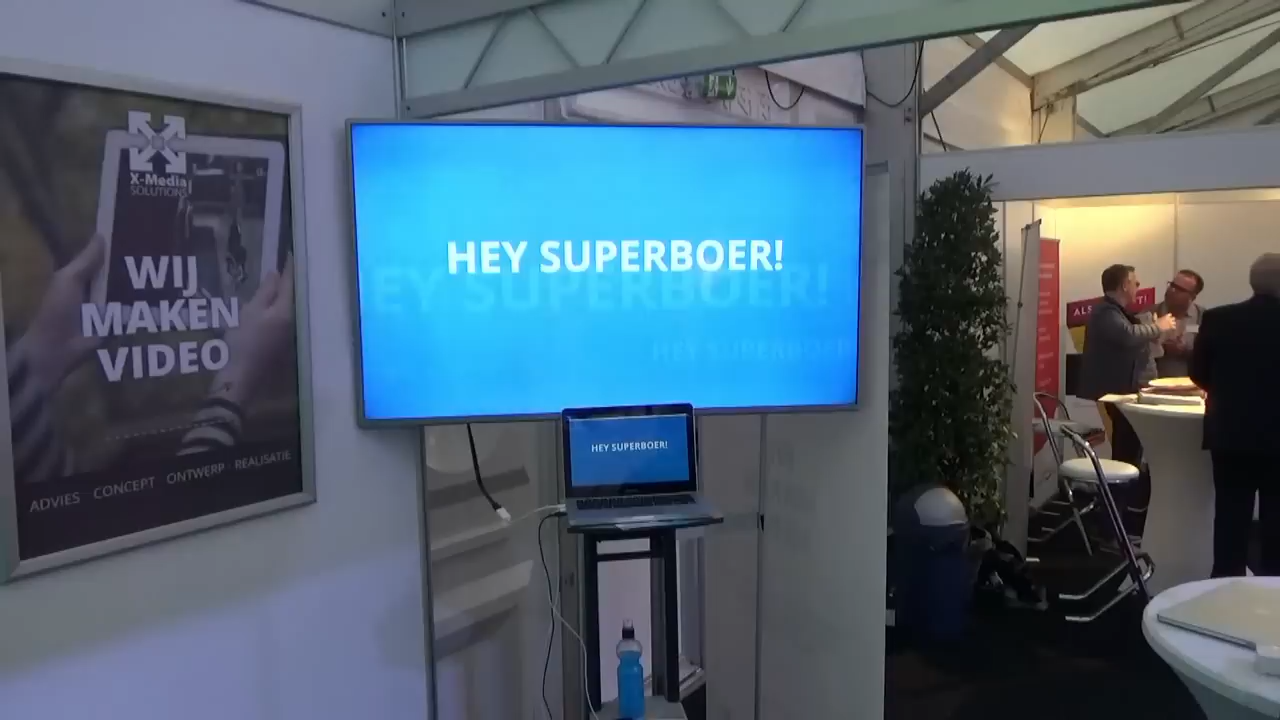 X-Media
SOLUTIONS
WIJ
MAKEN
VIDEO
ADVIES CONCEPT ONTWERP REALISATIE
HEY SUPERBOER!
HEY SUPERBOER!
HEY SUPERBOER
HEY SUPERBOER!